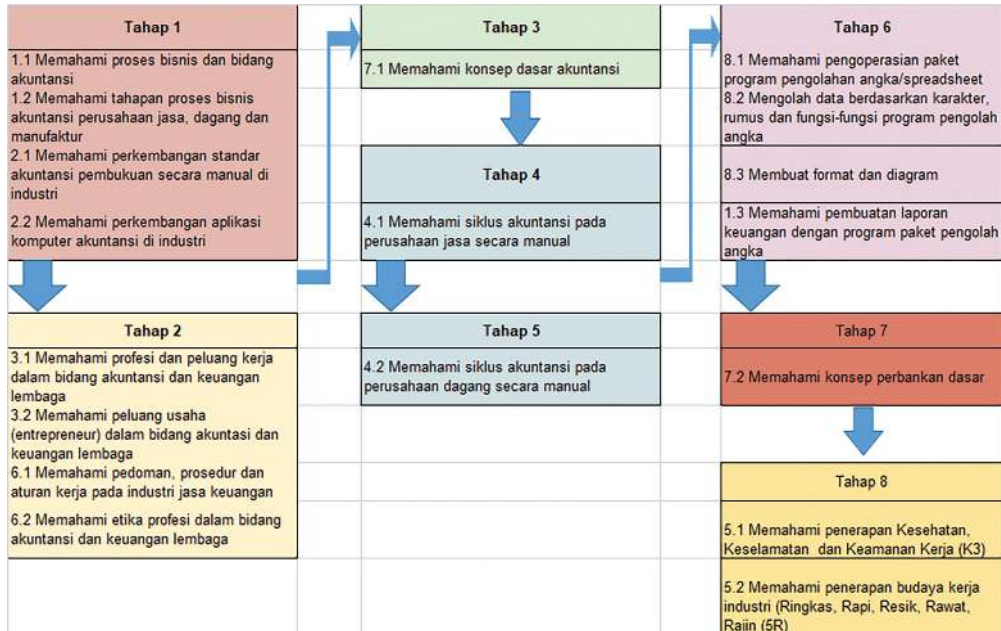 Tahap 1
1.1 Memahami proses bisnis dan bidang
akuntansi
1.2 Memahami tahapan proses bisnis
akuntansi perusahaan jasa, dagang dan
manufaktur
2.1 Memahami perkembangan standar
akuntansi pembukuan secara manual di
industri
2.2 Memahami perkembangan aplikasi
komputer akuntansi di industri
Tahap 2
3.1 Memahami profesi dan peluang kerja
dalam bidang akuntansi dan keuangan
lembaga
3.2 Memahami peluang usaha
(entrepreneur) dalam bidang akuntasi dan
keuangan lembaga
6.1 Memahami pedoman, prosedur dan
aturan kerja pada industri jasa keuangan
6.2 Memahami etika profesi dalam bidang
akuntansi dan keuangan lembaga
Tahap 3
7.1 Memahami konsep dasar akuntansi
Tahap 4
4.1 Memahami siklus akuntansi pada
perusahaan jasa secara manual
Tahap 5
4.2 Memahami siklus akuntansi pada
perusahaan dagang secara manual
Tahap 6
8.1 Memahami pengoperasian paket
program pengolahan angka/spreadsheet
8.2 Mengolah data berdasarkan karakter,
rumus dan fungsi-fungsi program pengolah
angka
8.3 Membuat format dan diagram
1.3 Memahami pembuatan laporan
keuangan dengan program paket pengolah
angka
Tahap 7
7.2 Memahami konsep perbankan dasar
Tahap 8
5.1 Memahami penerapan Kesehatan,
Keselamatan dan Keamanan Kerja (K3)
5.2 Memahami penerapan budaya kerja
industri (Ringkas, Rapi, Resik, Rawat,
Rajin (5R)